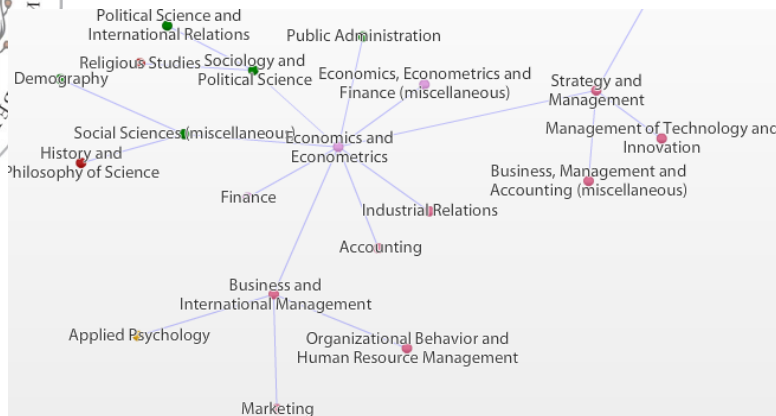 Political Science and
International Relations
Public Administration
Religious Studies
Sociology and
Political Science
Demography
Economics, Econometrics and
Finance (miscellaneous)
Strategy and
Management
Social Sciences (miscellaneous)
Economics and
Econometrics
Management of Technology and
Innovation
History and
Philosophy of Science
Business, Management and
Accounting (miscellaneous)
Finance
Industrial Relations
Accounting
Business and
International Management
Applied Psychology
Organizational Behavior and
Human Resource Management
Marketing